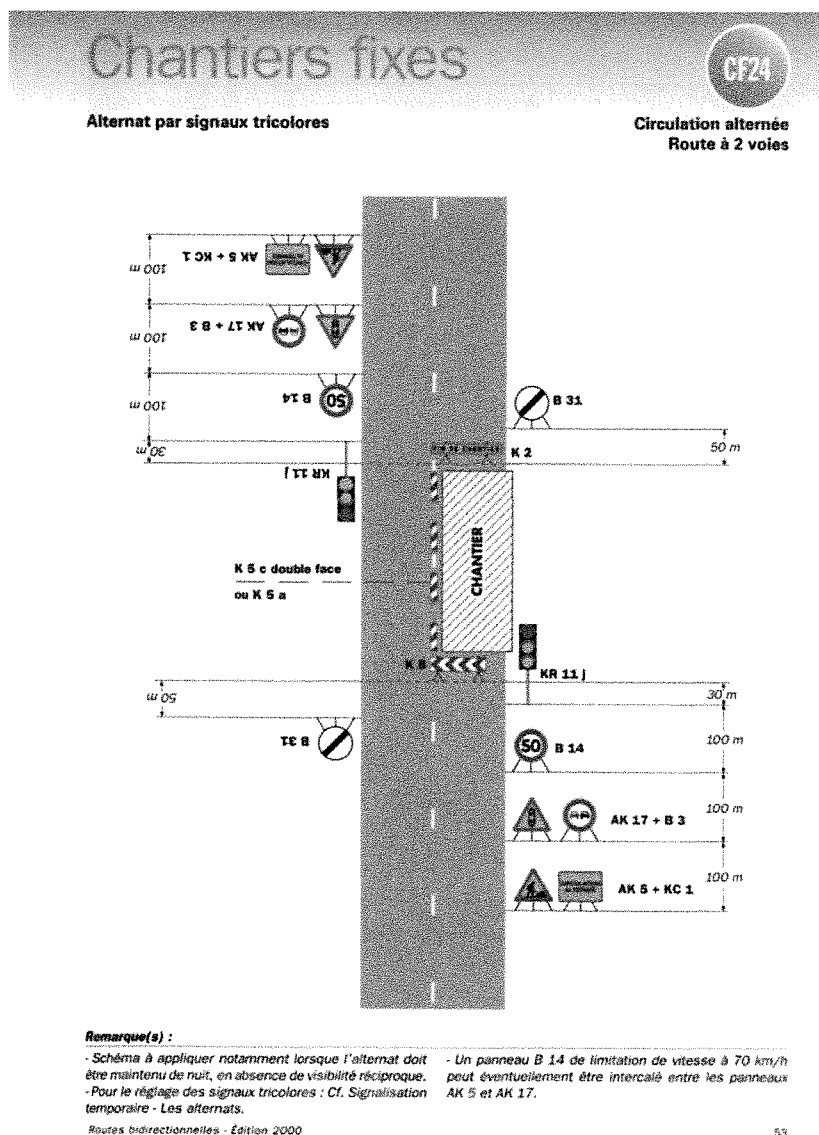 Chantiers fixes
CF24
Alternat par signaux tricolores
Circulation alternée
Route à 2 voies
100 m
AK 5 + KC 1
100 m
AK 17 + B 3
100 m
B 14
50
30 m
KR 11 j
B 31
50 m
K 2
CHANTIER
K 5 c double face
ou K 5 a
K 8
KR 11 j
30 m
50 m
B 31
50
B 14
100 m
AK 17 + B 3
100 m
AK 5 + KC 1
100 m
Remarque(s) :
- Schéma à appliquer notamment lorsque l'alternat doit
être maintenu de nuit, en absence de visibilité réciproque.
- Pour le réglage des signaux tricolores : Cf. Signalisation
temporaire - Les alternats.
- Un panneau B 14 de limitation de vitesse à 70 km/h
peut éventuellement être intercalé entre les panneaux
AK 5 et AK 17.
Routes bidirectionnelles - Édition 2000
53